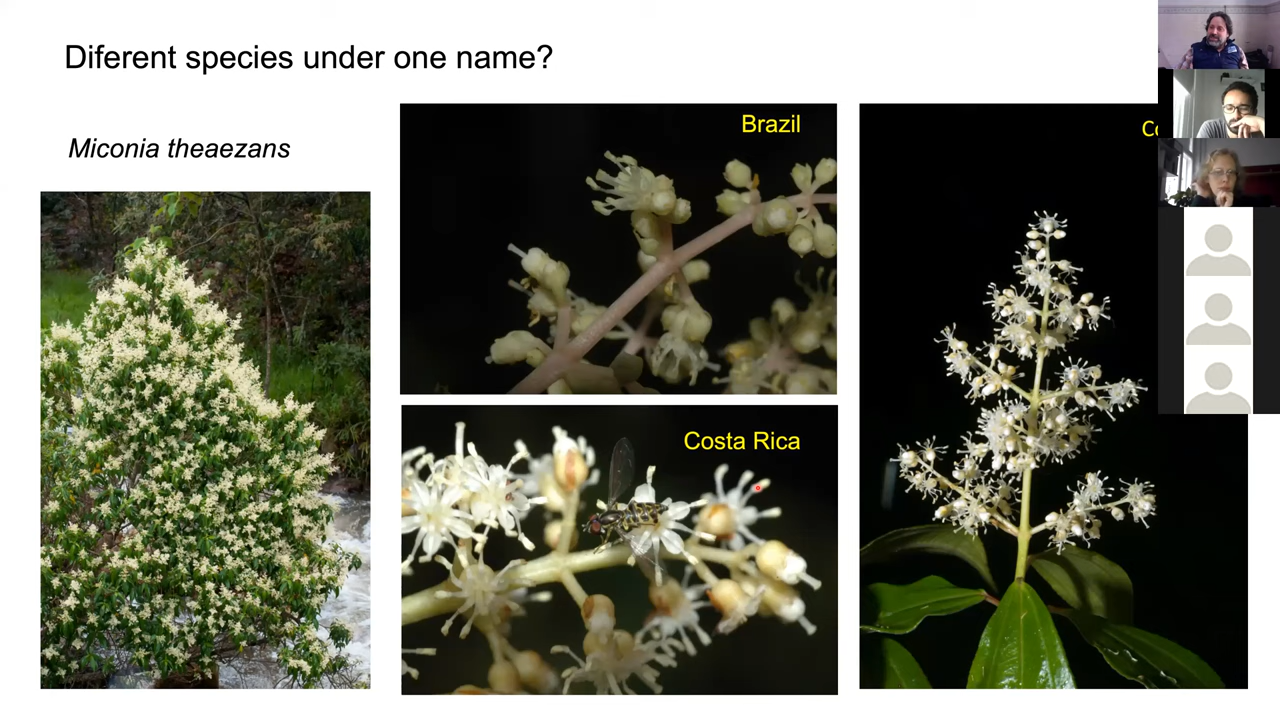 Diferent species under one name?
Miconia theaezans
Brazil
Costa Rica